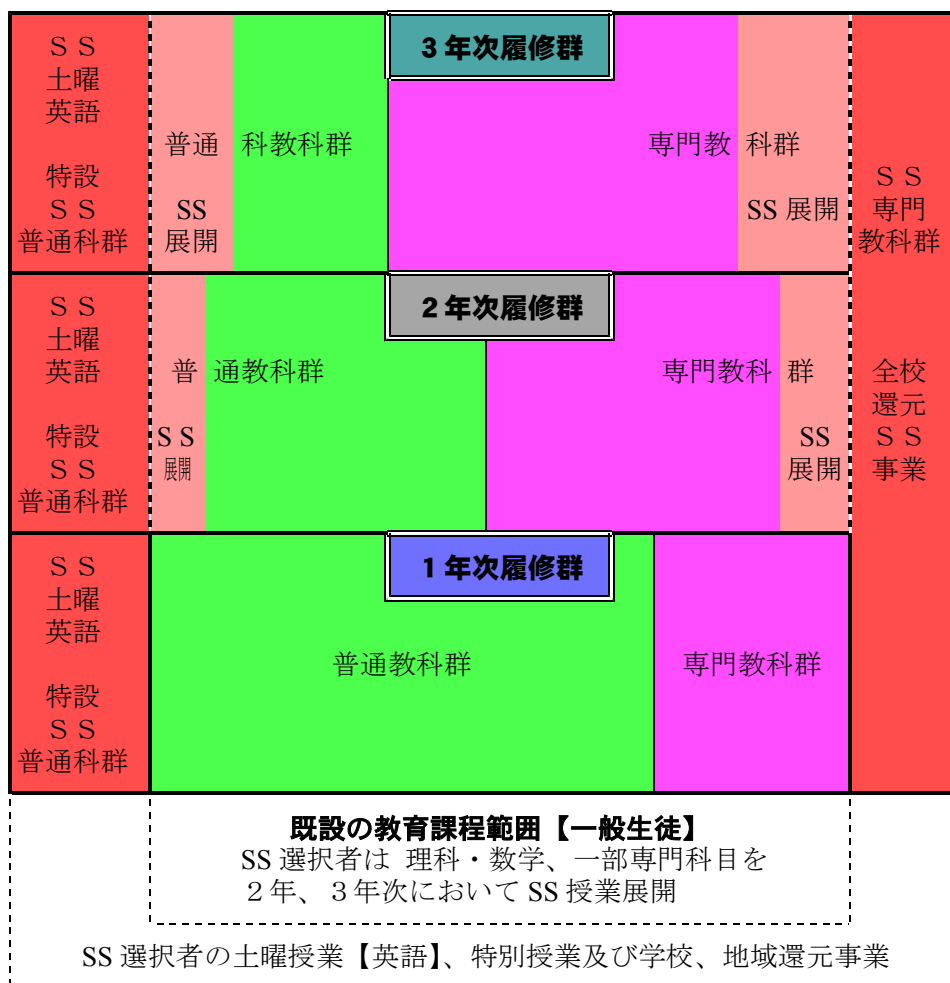 ３年次履修群
ＳＳ
土曜
英語
特設
ＳＳ
普通科群
普通 科教科群
SS
展開
専門教 科群
SS 展開
ＳＳ
専門
教科群
２年次履修群
ＳＳ
土曜
英語
特設
ＳＳ
普通科群
普 通教科群
ＳＳ
展開
専門教科 群
SS
展開
全校
還元
ＳＳ
事業
１年次履修群
ＳＳ
土曜
英語
特設
ＳＳ
普通科群
普通教科群
専門教科群
既設の教育課程範囲【一般生徒】
SS 選択者は 理科・数学、一部専門科目を
２年、３年次において SS 授業展開
SS 選択者の土曜授業【英語】、特別授業及び学校、地域還元事業